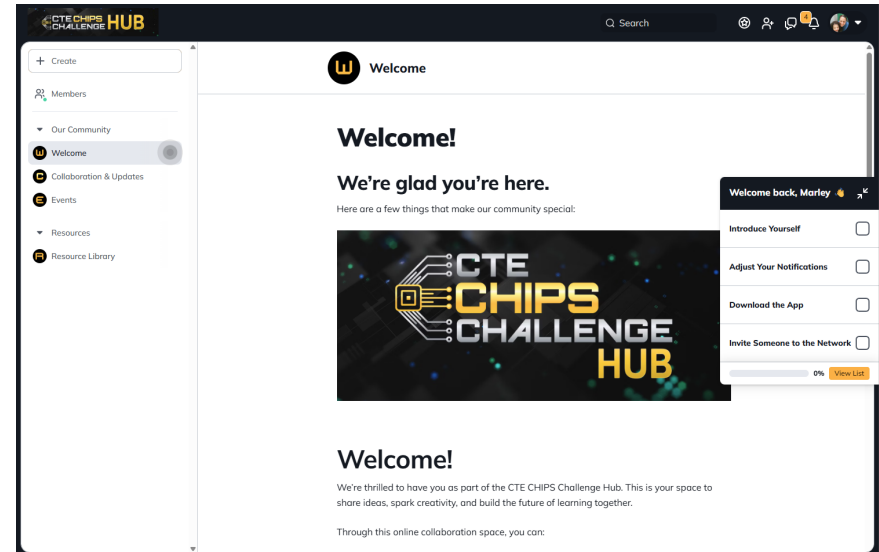 CTE CHIPS
CHALLENGE HUB
Search
4
Create
Members
Our Community
Welcome
Collaboration & Updates
Events
Resources
Resource Library
Welcome
Welcome!
We're glad you're here.
Here are a few things that make our community special:
CTE
CHIPS
CHALLENGE
HUB
Welcome!
We're thrilled to have you as part of the CTE CHIPS Challenge Hub. This is your space to
share ideas, spark creativity, and build the future of learning together.
Through this online collaboration space, you can:
Welcome back, Marley 👋
Introduce Yourself
Adjust Your Notifications
Download the App
Invite Someone to the Network
0% View List